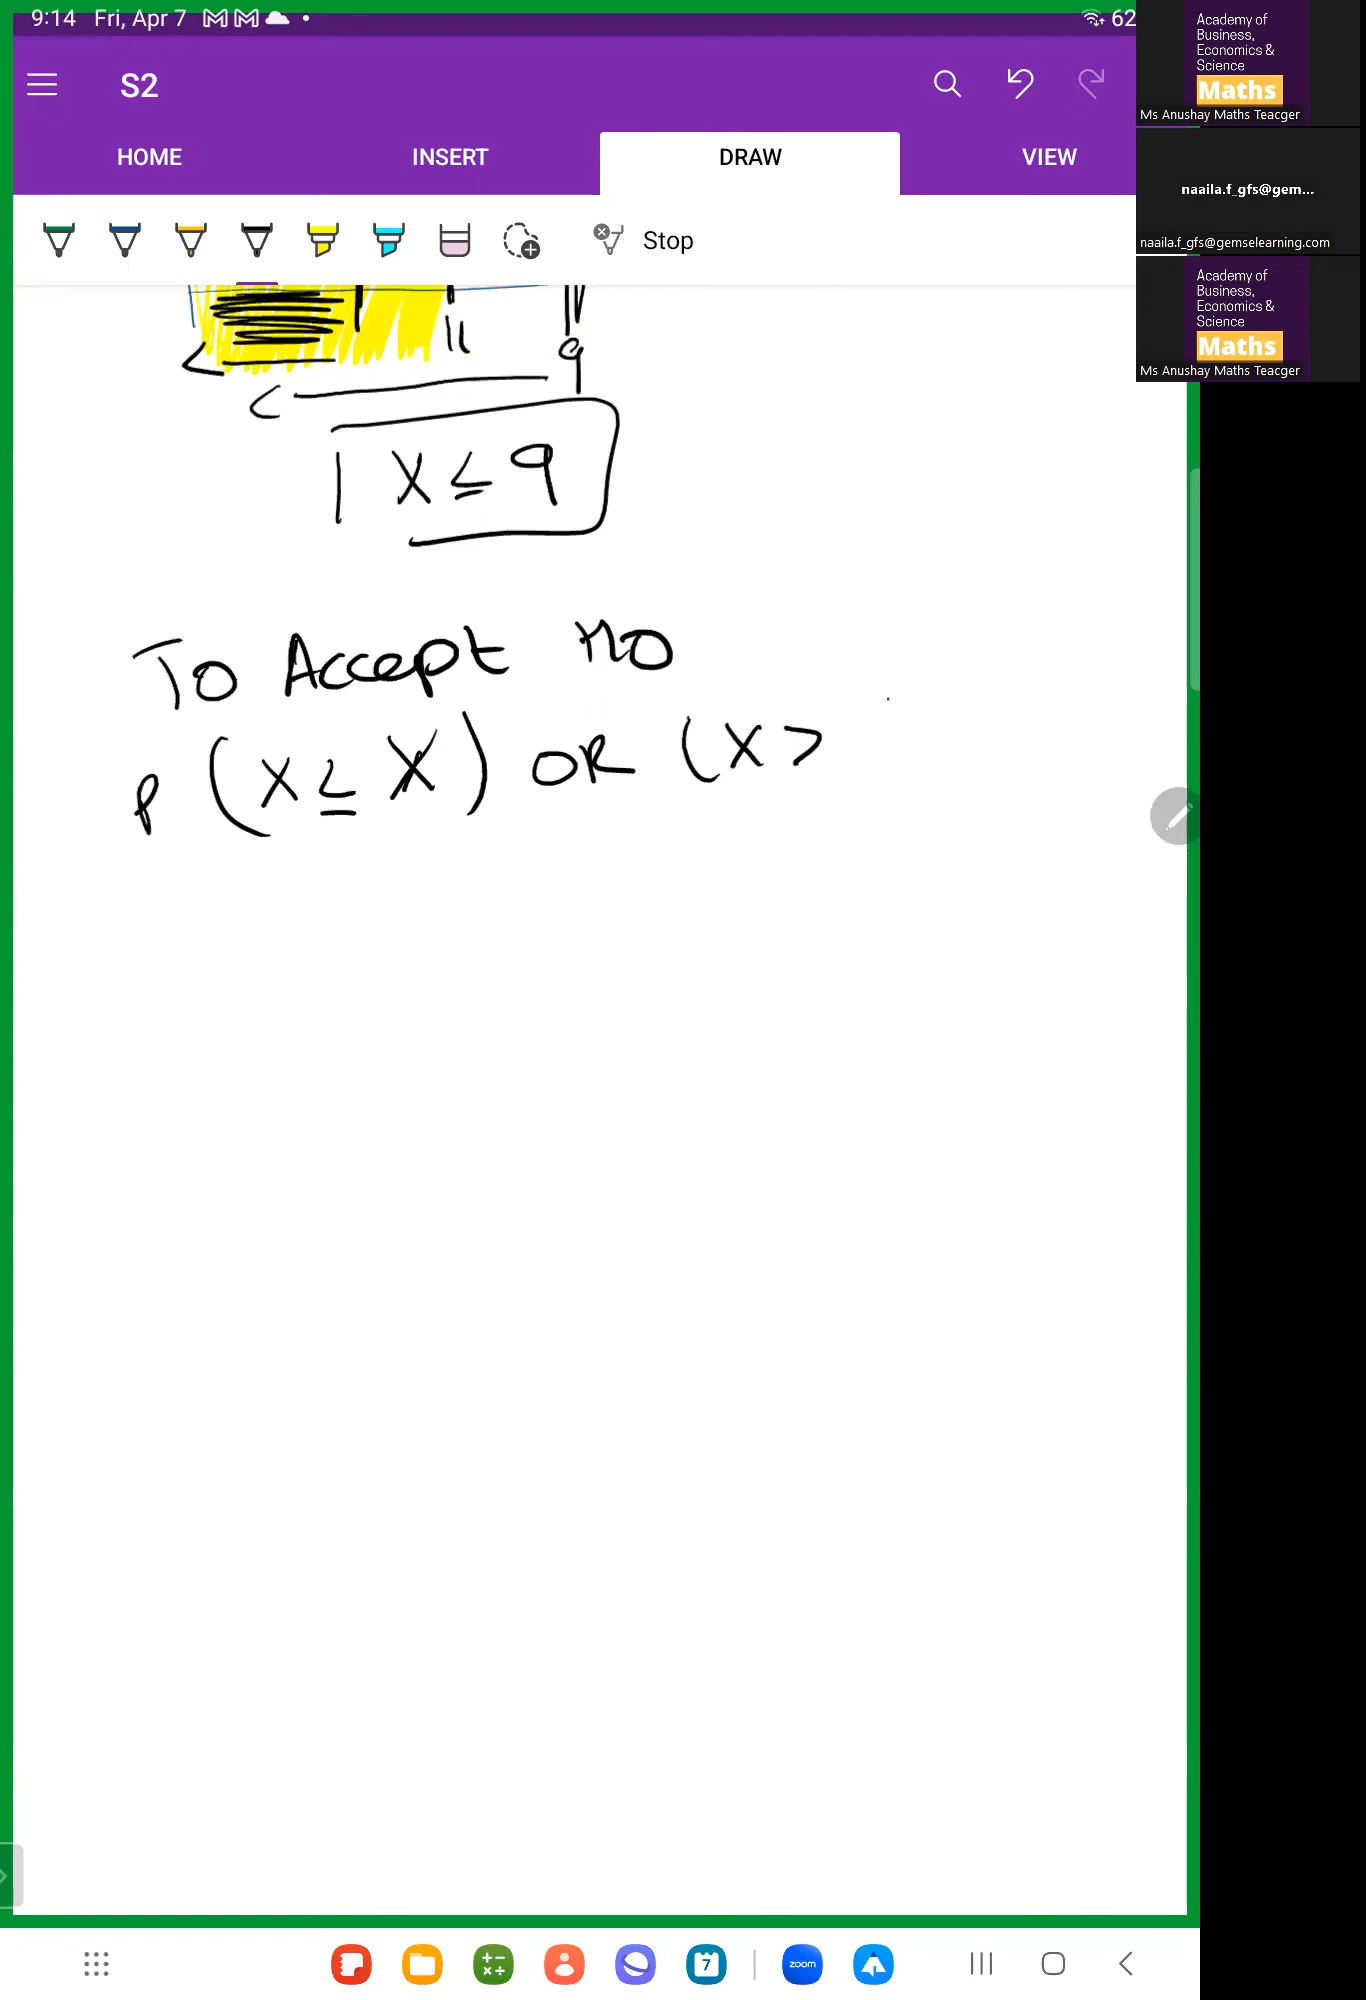 9:14 Fri, Apr 7
62
S2
HOME INSERT DRAW VIEW
Stop
11
9
X ≤ 9
To Accept H0
P (X ≤ X) OR (X >
Academy of
Business,
Economics &
Science
Maths
Ms Anushay Maths Teacger
naaila.f_gfs@gem...
naaila.f_gfs@gemselearning.com
Academy of
Business,
Economics &
Science
Maths
Ms Anushay Maths Teacger
7
zoom